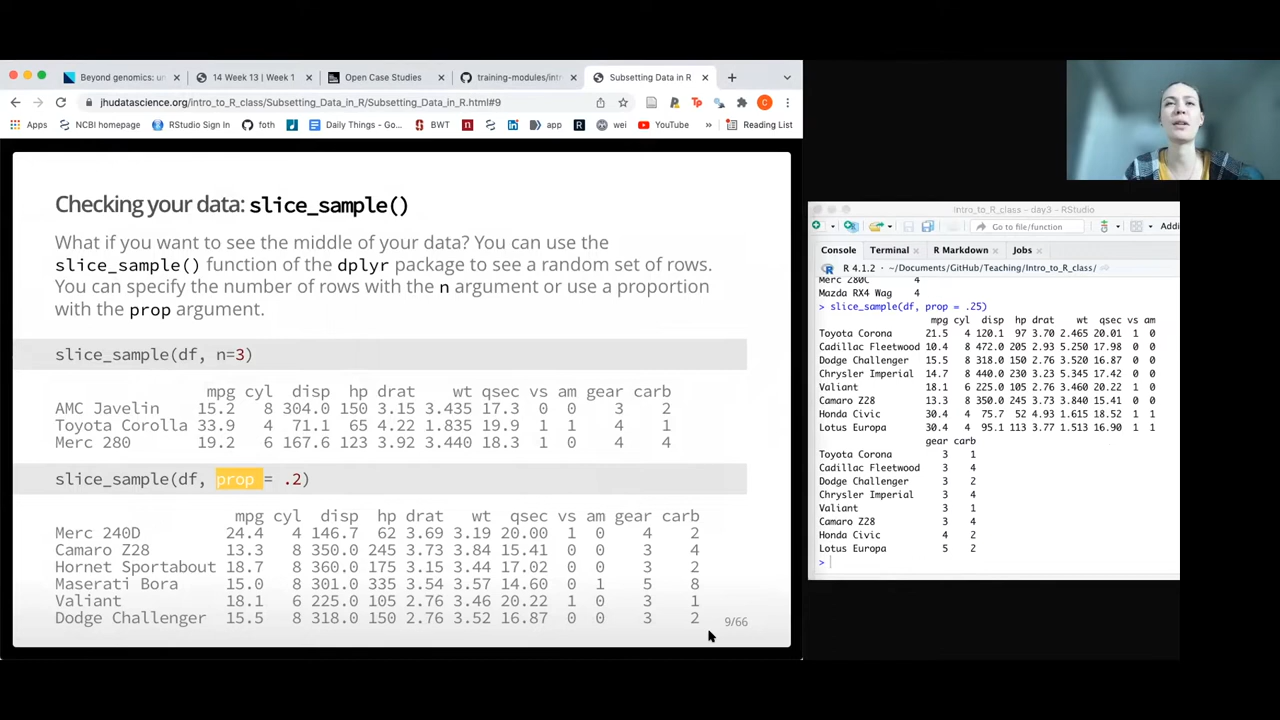 Beyond genomics: un
14 Week 13 | Week 1
Open Case Studies
training-modules/intr
Subsetting Data in R
jhudatascience.org/intro_to_R_class/Subsetting_Data_in_R/Subsetting_Data_in_R.html#9
Apps
NCBI homepage
RStudio Sign In
foth
Daily Things - Go...
BWT
app
wei
YouTube
»
Reading List
Checking your data: slice_sample()
What if you want to see the middle of your data? You can use the
slice_sample() function of the dplyr package to see a random set of rows.
You can specify the number of rows with the n argument or use a proportion
with the prop argument.
slice_sample(df, n=3)
mpg cyl disp hp drat wt qsec vs am gear carb
AMC Javelin 15.2 8 304.0 150 3.15 3.435 17.3 0 0 3 2
Toyota Corolla 33.9 4 71.1 65 4.22 1.835 19.9 1 1 4 1
Merc 280 19.2 6 167.6 123 3.92 3.440 18.3 1 0 4 4
slice_sample(df, prop = .2)
mpg cyl disp hp drat wt qsec vs am gear carb
Merc 240D 24.4 4 146.7 62 3.69 3.19 20.00 1 0 4 2
Camaro Z28 13.3 8 350.0 245 3.73 3.84 15.41 0 0 3 4
Hornet Sportabout 18.7 8 360.0 175 3.15 3.44 17.02 0 0 3 2
Maserati Bora 15.0 8 301.0 335 3.54 3.57 14.60 0 1 5 8
Valiant 18.1 6 225.0 105 2.76 3.46 20.22 1 0 3 1
Dodge Challenger 15.5 8 318.0 150 2.76 3.52 16.87 0 0 3 2
9/66
Intro_to_R_class - day3 - RStudio
Go to file/function
Addi
Console Terminal R Markdown Jobs
R 4.1.2 · ~/Documents/GitHub/Teaching/Intro_to_R_class/
Merc 280C 4
Mazda RX4 Wag 4
> slice_sample(df, prop = .25)
mpg cyl disp hp drat wt qsec vs am
Toyota Corona 21.5 4 120.1 97 3.70 2.465 20.01 1 0
Cadillac Fleetwood 10.4 8 472.0 205 2.93 5.250 17.98 0 0
Dodge Challenger 15.5 8 318.0 150 2.76 3.520 16.87 0 0
Chrysler Imperial 14.7 8 440.0 230 3.23 5.345 17.42 0 0
Valiant 18.1 6 225.0 105 2.76 3.460 20.22 1 0
Camaro Z28 13.3 8 350.0 245 3.73 3.840 15.41 0 0
Honda Civic 30.4 4 75.7 52 4.93 1.615 18.52 1 1
Lotus Europa 30.4 4 95.1 113 3.77 1.513 16.90 1 1
gear carb
Toyota Corona 3 1
Cadillac Fleetwood 3 4
Dodge Challenger 3 2
Chrysler Imperial 3 4
Valiant 3 1
Camaro Z28 3 4
Honda Civic 4 2
Lotus Europa 5 2
>